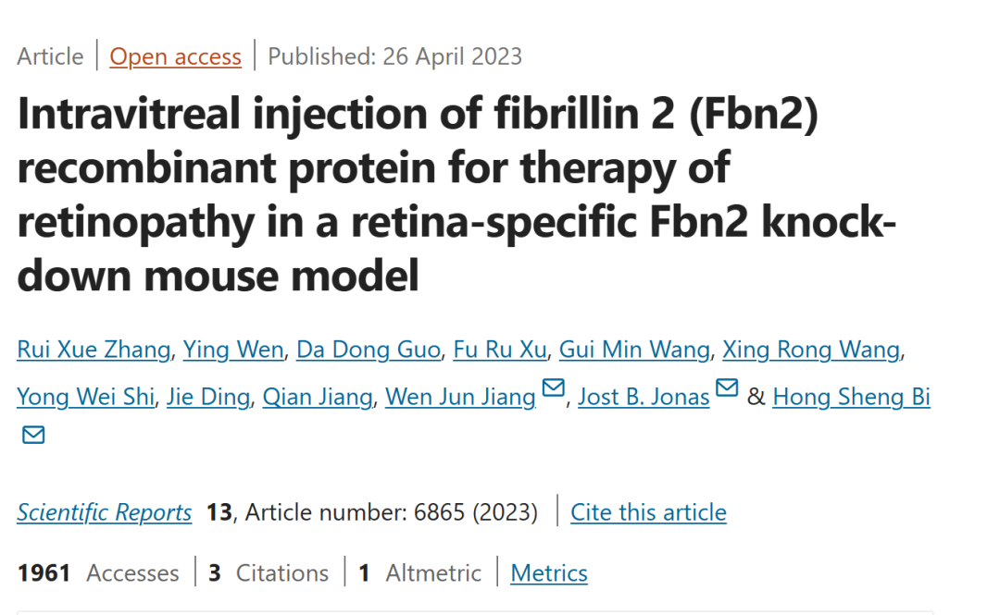 Article | Open access | Published: 26 April 2023
Intravitreal injection of fibrillin 2 (Fbn2)
recombinant protein for therapy of
retinopathy in a retina-specific Fbn2 knock-
down mouse model
Rui Xue Zhang, Ying Wen, Da Dong Guo, Fu Ru Xu, Gui Min Wang, Xing Rong Wang,
Yong Wei Shi, Jie Ding, Qian Jiang, Wen Jun Jiang, Jost B. Jonas & Hong Sheng Bi
Scientific Reports 13, Article number: 6865 (2023) | Cite this article
1961 Accesses | 3 Citations | 1 Altmetric | Metrics